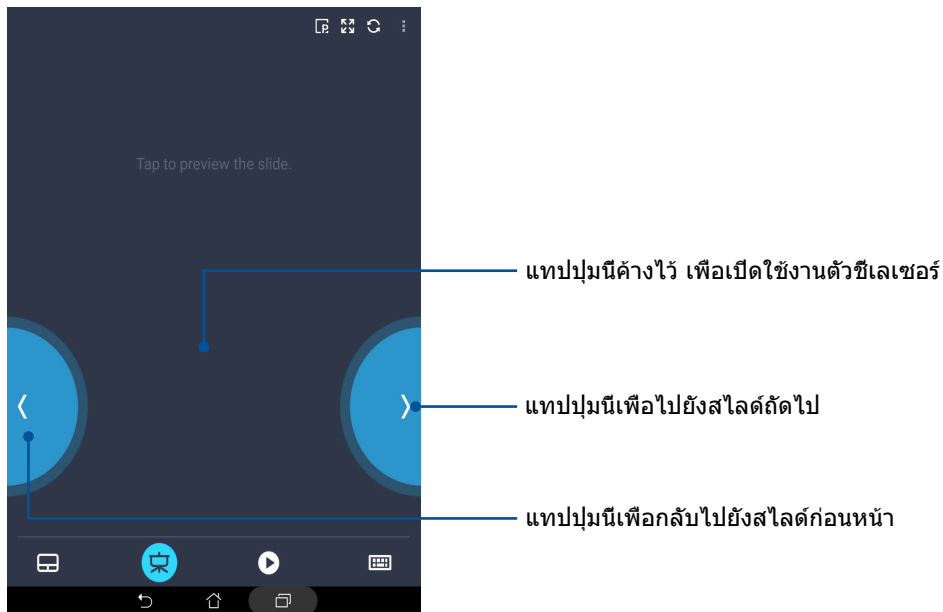 Tap to preview the slide.
แทปปุ่มนี้ค้างไว้ เพื่อเปิดใช้งานตัวชี้เลเซอร์
แทปปุ่มนี้เพื่อไปยังสไลด์ถัดไป
แทปปุ่มนี้เพื่อกลับไปยังสไลด์ก่อนหน้า